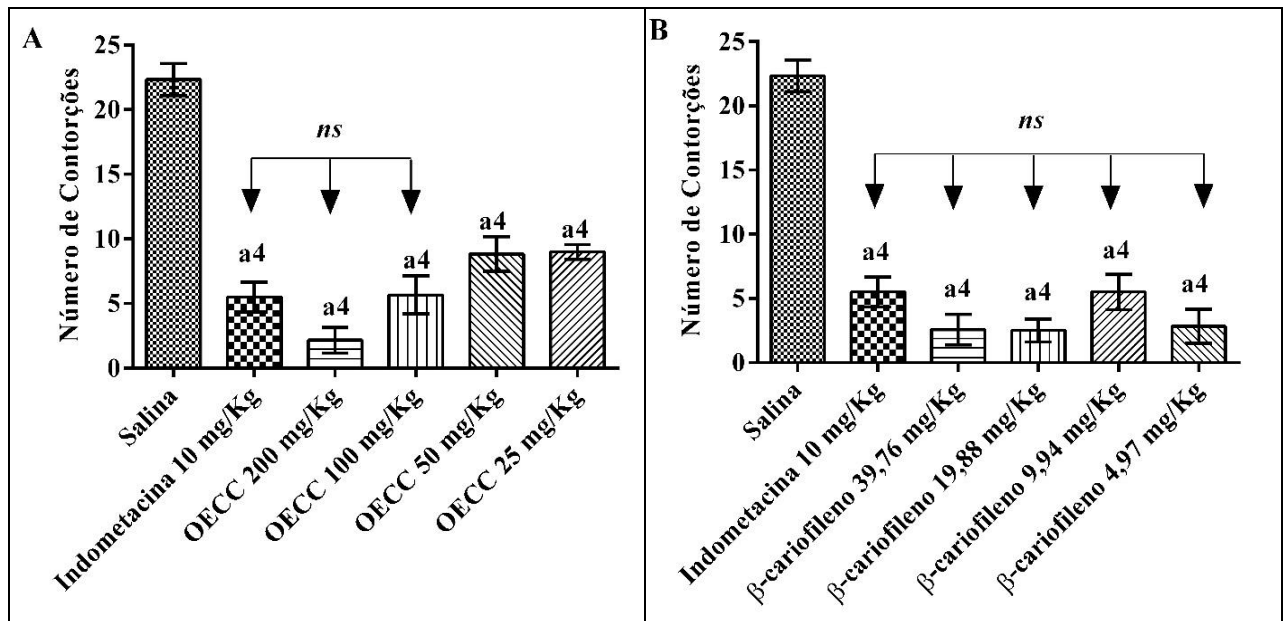 A
Número de Contorções
25
20
15
10
5
0
ns
a4
a4
a4
a4
a4
Salina
Indometacina 10 mg/Kg
OECC 200 mg/Kg
OECC 100 mg/Kg
OECC 50 mg/Kg
OECC 25 mg/Kg
B
Número de Contorções
25
20
15
10
5
0
ns
a4
a4
a4
a4
a4
Salina
Indometacina 10 mg/Kg
β-cariofileno 39,76 mg/Kg
β-cariofileno 19,88 mg/Kg
β-cariofileno 9,94 mg/Kg
β-cariofileno 4,97 mg/Kg